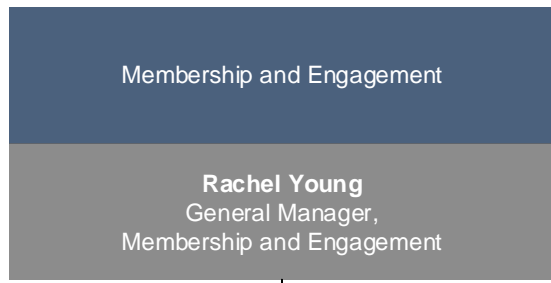 Membership and Engagement
Rachel Young
General Manager,
Membership and Engagement